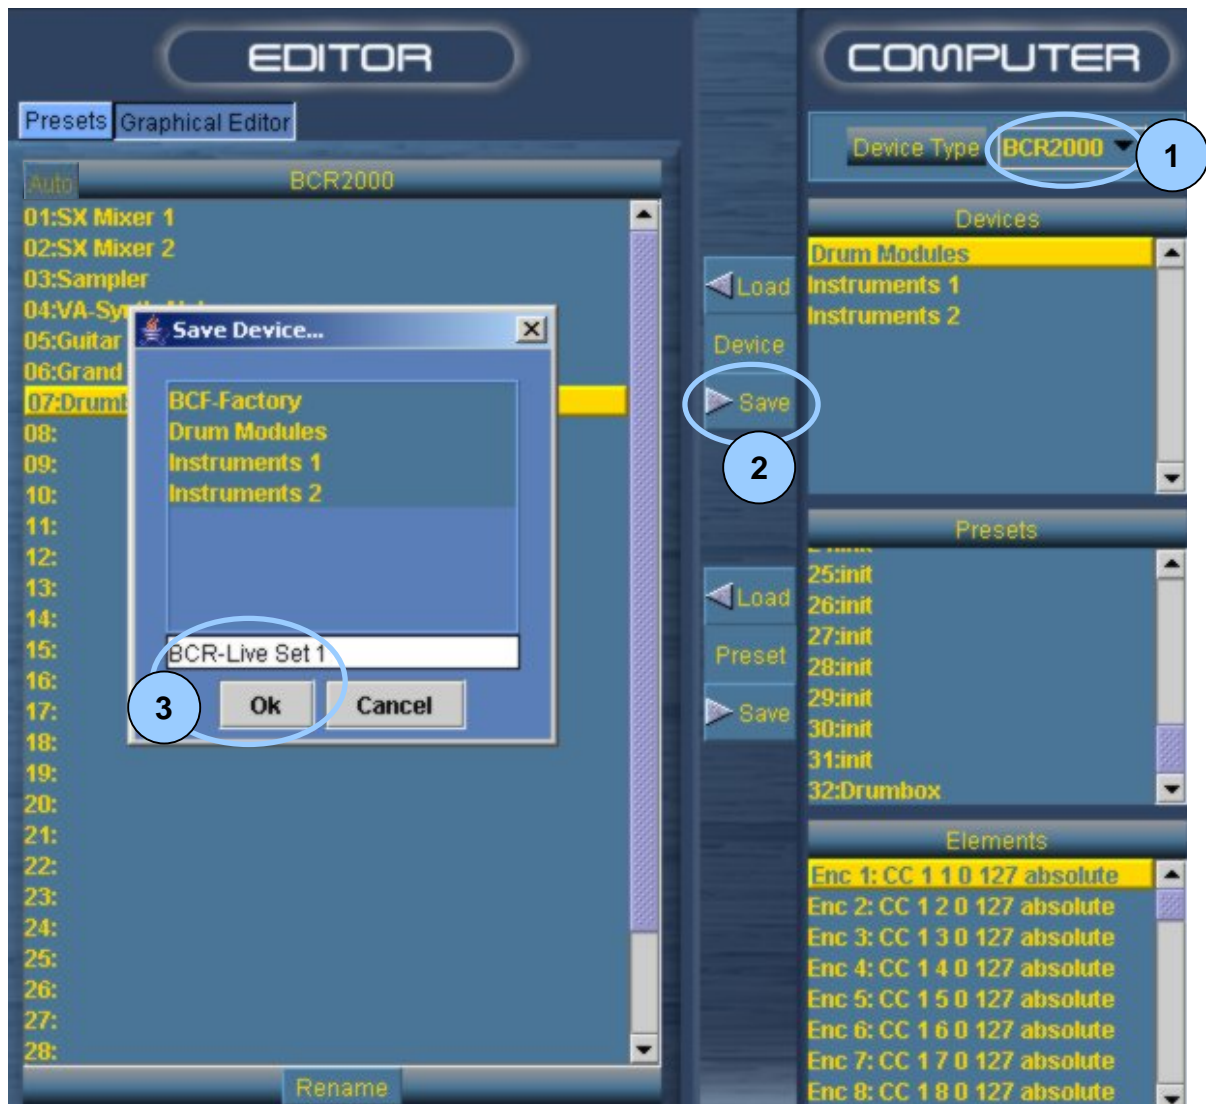 EDITOR
Presets Graphical Editor
Auto BCR2000
01:SX Mixer 1
02:SX Mixer 2
03:Sampler
04:VA-Sy
05:Guitar
06:Grand
07:Drumb
08:
09:
10:
11:
12:
13:
14:
15:
16:
17:
18:
19:
20:
21:
22:
23:
24:
25:
26:
27:
28:
Rename
Save Device...
BCF-Factory
Drum Modules
Instruments 1
Instruments 2
BCR-Live Set 1
Ok Cancel
3
Load
Device
Save
2
Load
Preset
Save
COMPUTER
Device Type BCR2000
1
Devices
Drum Modules
Instruments 1
Instruments 2
Presets
25:init
26:init
27:init
28:init
29:init
30:init
31:init
32:Drumbox
Elements
Enc 1: CC 1 1 0 127 absolute
Enc 2: CC 1 2 0 127 absolute
Enc 3: CC 1 3 0 127 absolute
Enc 4: CC 1 4 0 127 absolute
Enc 5: CC 1 5 0 127 absolute
Enc 6: CC 1 6 0 127 absolute
Enc 7: CC 1 7 0 127 absolute
Enc 8: CC 1 8 0 127 absolute